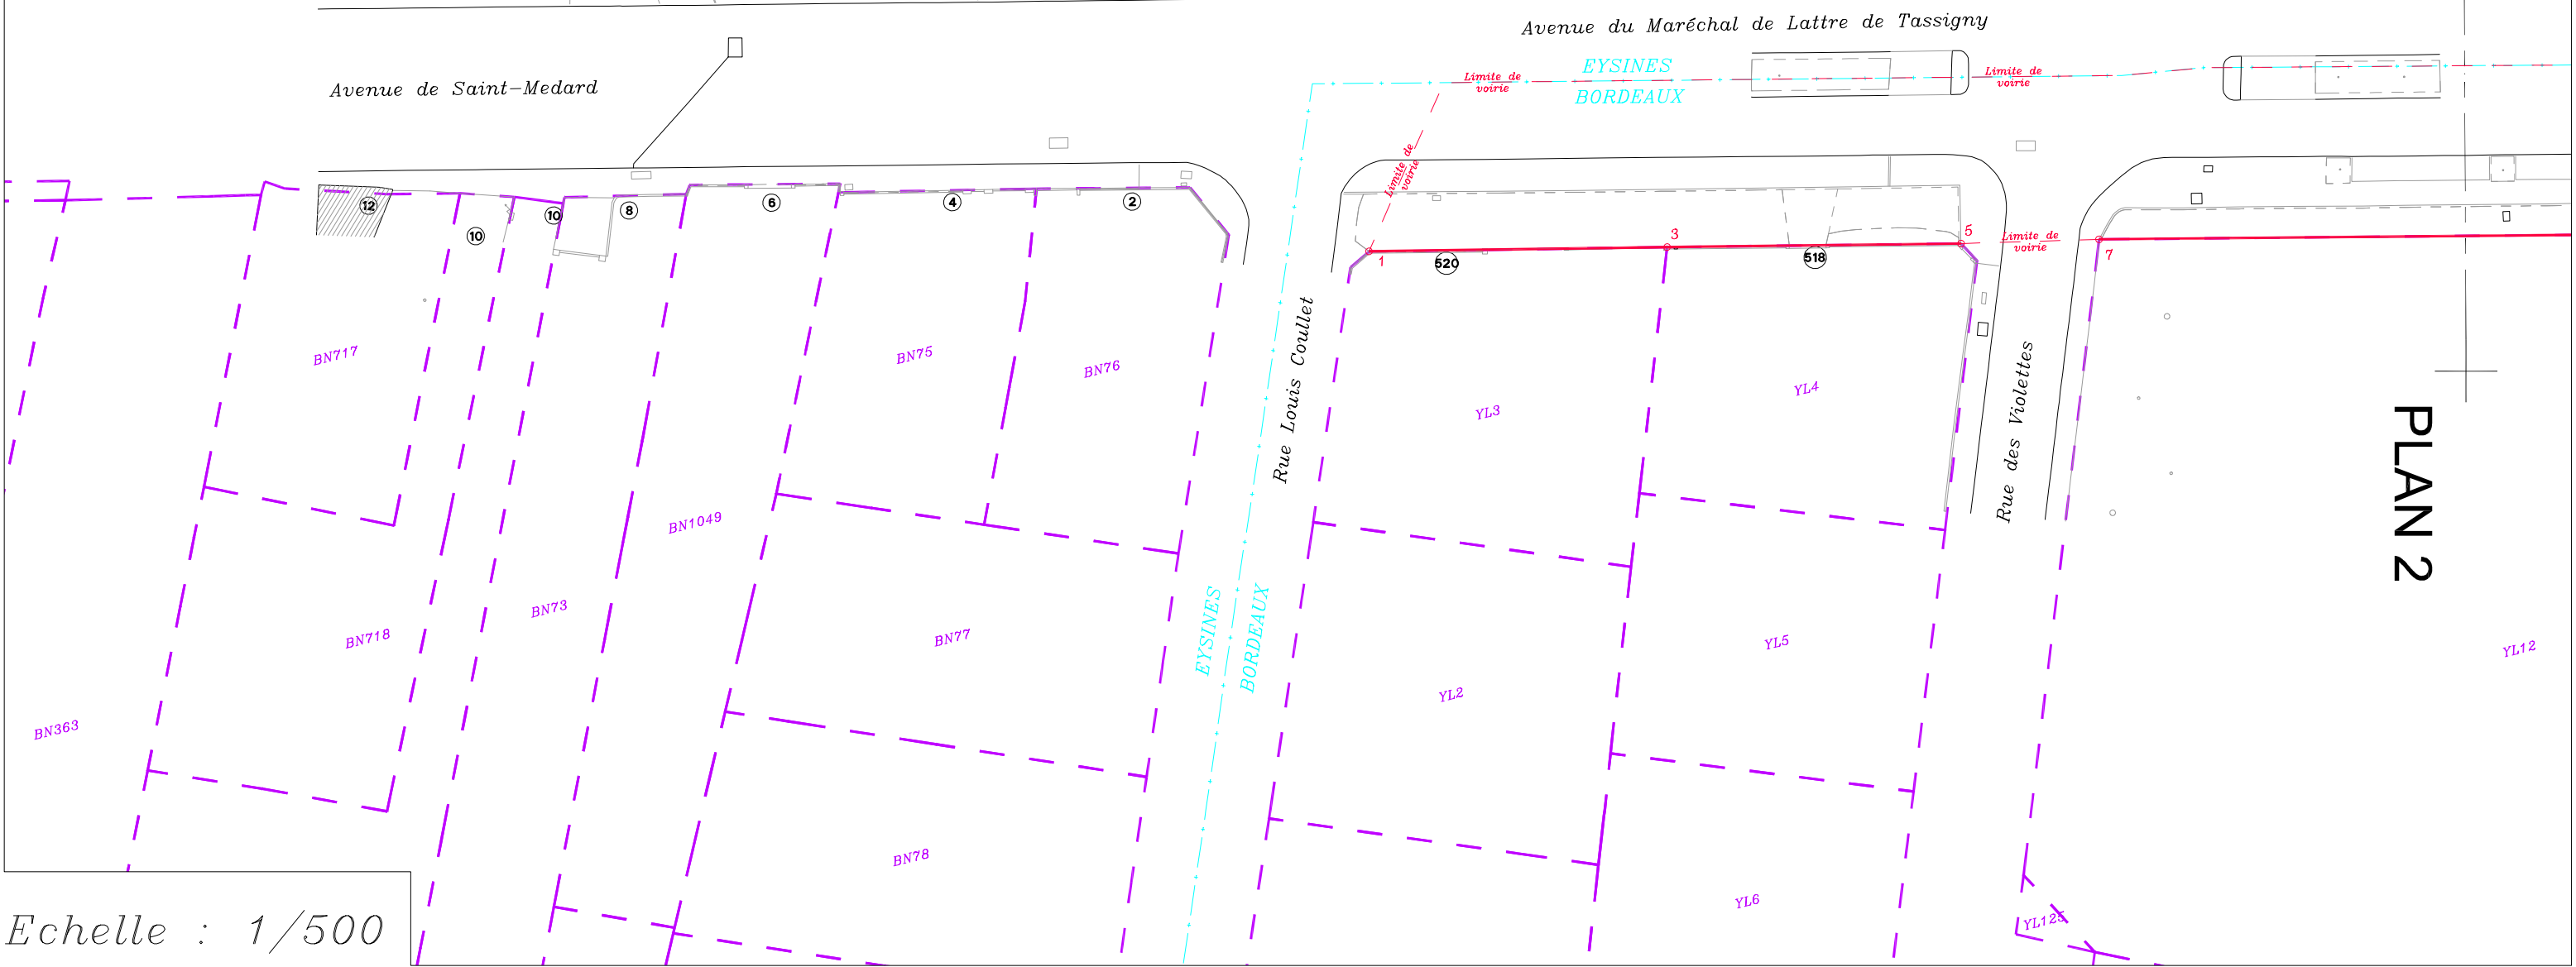 Avenue du Maréchal de Lattre de Tassigny
Avenue de Saint-Medard
EYSINES
BORDEAUX
Limite de
voirie
Limite de
voirie
Limite de
voirie
12
10
10
8
6
4
2
1
520
3
518
5
Limite de
voirie
7
BN717
BN75
BN76
Rue Louis Coullet
YL3
YL4
Rue des Violettes
PLAN 2
BN1049
BN73
BN718
BN77
EYSINES
BORDEAUX
YL2
YL5
YL12
BN363
BN78
YL6
YL125
Echelle : 1/500